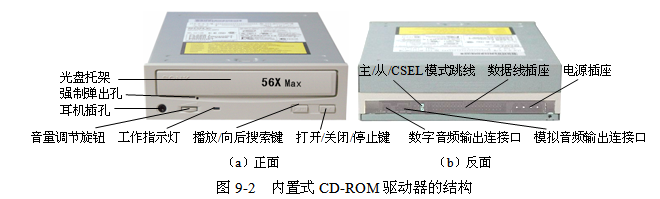 光盘托架
强制弹出孔
耳机插孔
56X Max
音量调节旋钮 工作指示灯 播放/向后搜索键 打开/关闭/停止键
(a)正面
主/从/CSEL 模式跳线 数据线插座 电源插座
数字音频输出连接口 模拟音频输出连接口
(b)反面
图 9-2 内置式 CD-ROM 驱动器的结构